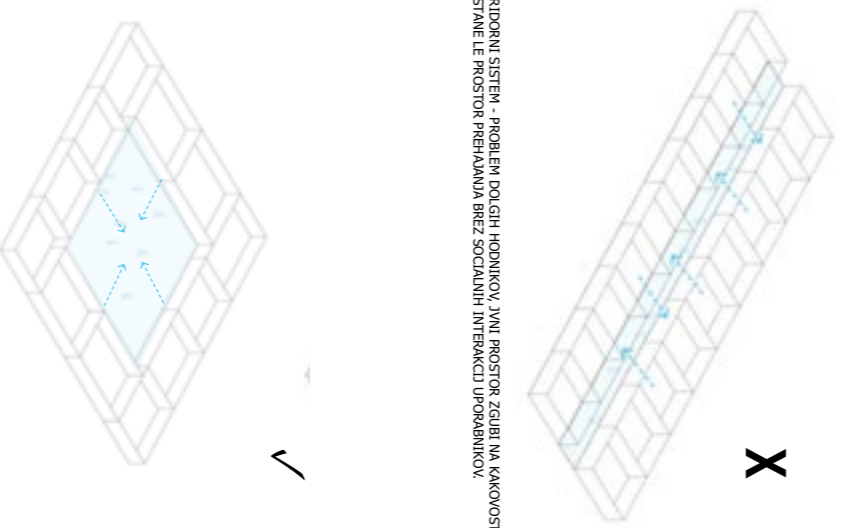 RIDORNI SISTEM - PROBLEM DOLGIH HODNIKOV, JVNI PROSTOR ZGUBI NA KAKOVOST
STANE LE PROSTOR PREHAJANJA BREZ SOCIALNIH INTERAKCIJ UPORABNIKOV.
X